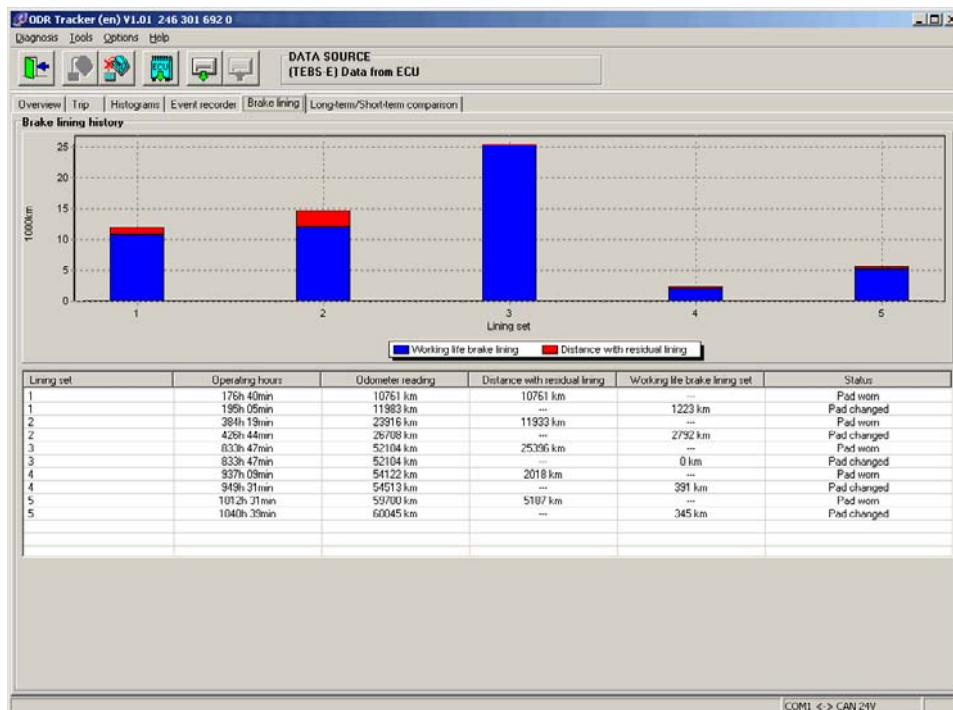 ODR Tracker (en) V1.01 246 301 692 0
Diagnosis Tools Options Help
ECU
DATA SOURCE
(TEBS-E) Data from ECU
Overview Trip Histograms Event recorder Brake lining Long-term/Short-term comparison
Brake lining history
25
20
15
10
5
0
1000km
1 2 3 4 5
Lining set
Working life brake lining Distance with residual lining
Lining set Operating hours Odometer reading Distance with residual lining Working life brake lining set Status
1 176h 40min 10761 km 10761 km --- Pad worn
1 195h 05min 11983 km --- 1223 km Pad changed
2 384h 19min 23916 km 11933 km --- Pad worn
2 426h 44min 26708 km --- 2792 km Pad changed
3 833h 47min 52104 km 25396 km --- Pad worn
3 833h 47min 52104 km --- 0 km Pad changed
4 937h 09min 54122 km 2018 km --- Pad worn
4 949h 31min 54513 km --- 391 km Pad changed
5 1012h 31min 59700 km 5187 km --- Pad worn
5 1040h 39min 60045 km --- 345 km Pad changed
COM1 <-> CAN 24V